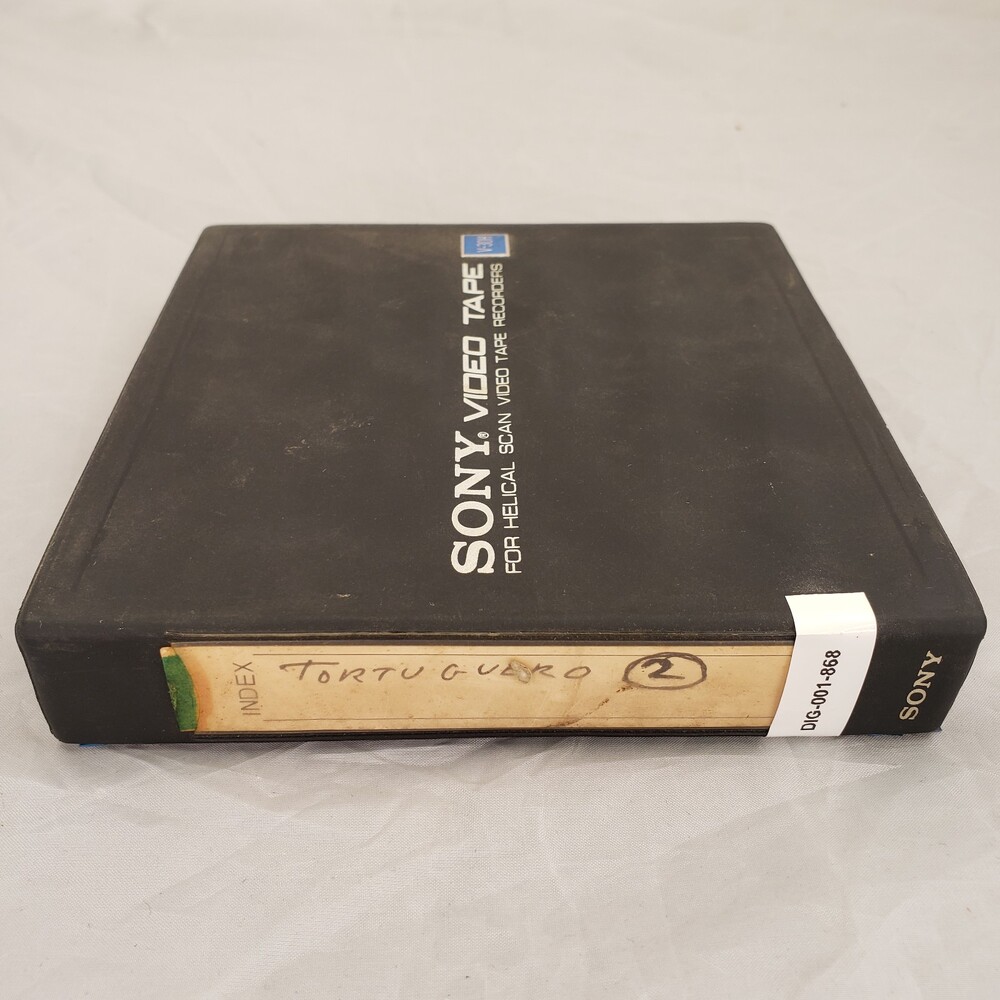 SONY® VIDEO TAPE
FOR HELICAL SCAN VIDEO TAPE RECORDERS
INDEX
TORTUGUERO 2
DIG-001-868
SONY